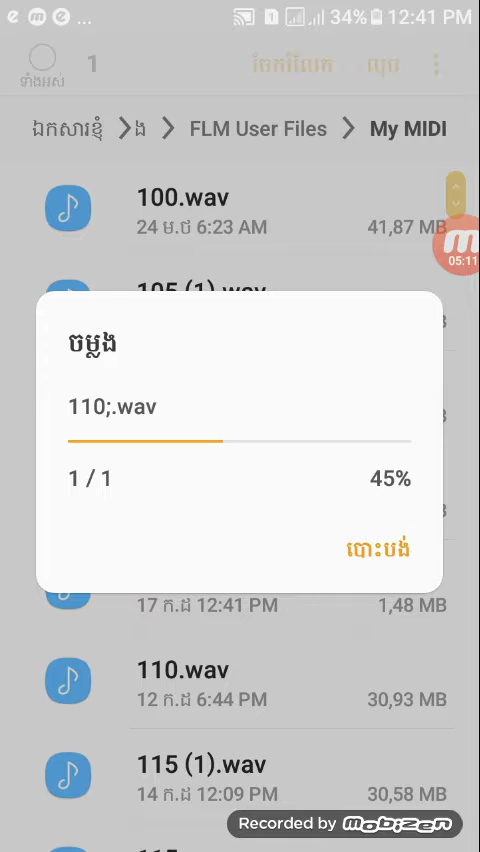 ... 34% 12:41 PM
ទាំងអស់ 1 ចែករំលែក លុប
ឯកសារខ្ញុំ > ង > FLM User Files > My MIDI
100.wav
24 ម.ថ 6:23 AM 41,87 MB
05:11
105 (1).wav
ចម្លង
110;.wav
1 / 1 45%
បោះបង់
17 ក.ដ 12:41 PM 1,48 MB
110.wav
12 ក.ដ 6:44 PM 30,93 MB
115 (1).wav
14 ក.ដ 12:09 PM 30,58 MB
Recorded by mobizen